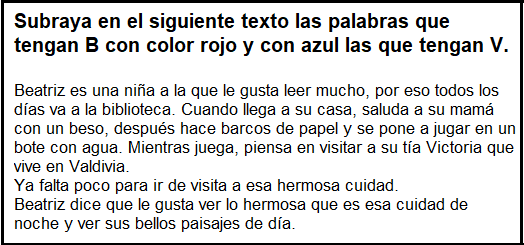 Subraya en el siguiente texto las palabras que
tengan B con color rojo y con azul las que tengan V.
Beatriz es una niña a la que le gusta leer mucho, por eso todos los
días va a la biblioteca. Cuando llega a su casa, saluda a su mamá
con un beso, después hace barcos de papel y se pone a jugar en un
bote con agua. Mientras juega, piensa en visitar a su tía Victoria que
vive en Valdivia.
Ya falta poco para ir de visita a esa hermosa cuidad.
Beatriz dice que le gusta ver lo hermosa que es esa cuidad de
noche y ver sus bellos paisajes de día.